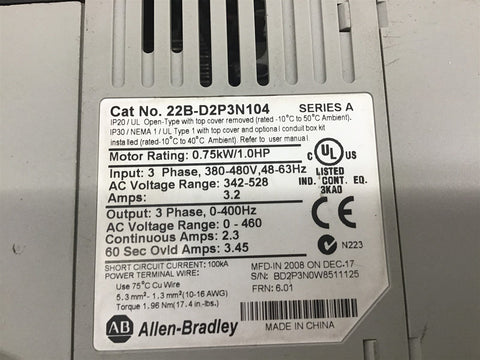 Cat No. 22B-D2P3N104 SERIES A
IP20 / UL Open-Type with top cover removed (rated -10°C to 50°C Ambient).
IP30 / NEMA 1 / UL Type 1 with top cover and optional conduit box kit
installed (rated-10°C to 40°C Ambient). Refer to user manual
Motor Rating: 0.75kW/1.0HP
Input: 3 Phase, 380-480V,48-63Hz
AC Voltage Range: 342-528
Amps: 3.2
Output: 3 Phase, 0-400Hz
AC Voltage Range: 0 - 460
Continuous Amps: 2.3
60 Sec Ovld Amps: 3.45
C UL US
LISTED
IND. CONT. EQ.
3KA0
CE
N223
SHORT CIRCUIT CURRENT: 100kA
POWER TERMINAL WIRE:
Use 75°C Cu Wire
5.3 mm² - 1.3 mm² (10-16 AWG)
Torque 1.96 Nm (17.4 in-lbs.)
MFD-IN 2008 ON DEC-17
S/N: BD2P3N0W8511125
FRN: 6.01
AB Allen-Bradley
MADE IN CHINA